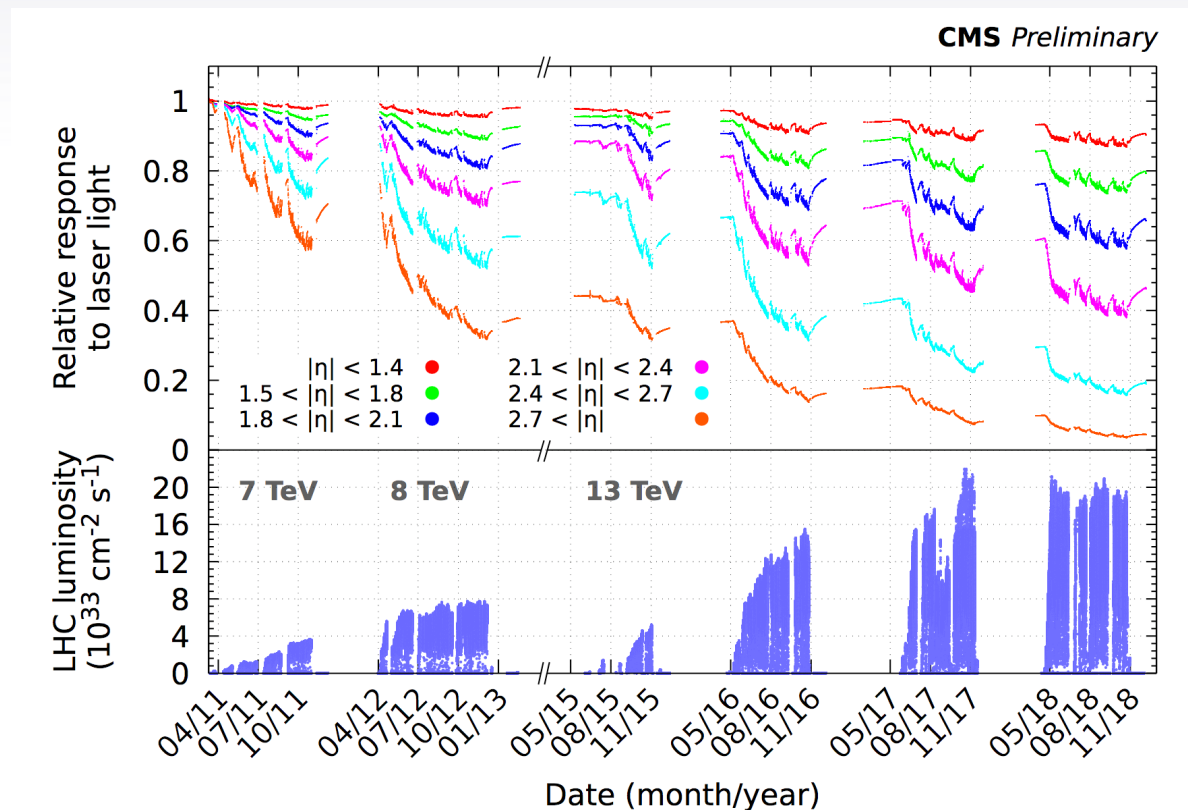 CMS Preliminary
Relative response
to laser light
1
0.8
0.6
0.4
0.2
0
|η| < 1.4
1.5 < |η| < 1.8
1.8 < |η| < 2.1
2.1 < |η| < 2.4
2.4 < |η| < 2.7
2.7 < |η|
LHC luminosity
(10³³ cm⁻² s⁻¹)
7 TeV
8 TeV
13 TeV
20
16
12
8
4
0
04/11
07/11
10/11
04/12
07/12
10/12
01/13
05/15
08/15
11/15
05/16
08/16
11/16
05/17
08/17
11/17
05/18
08/18
11/18
Date (month/year)